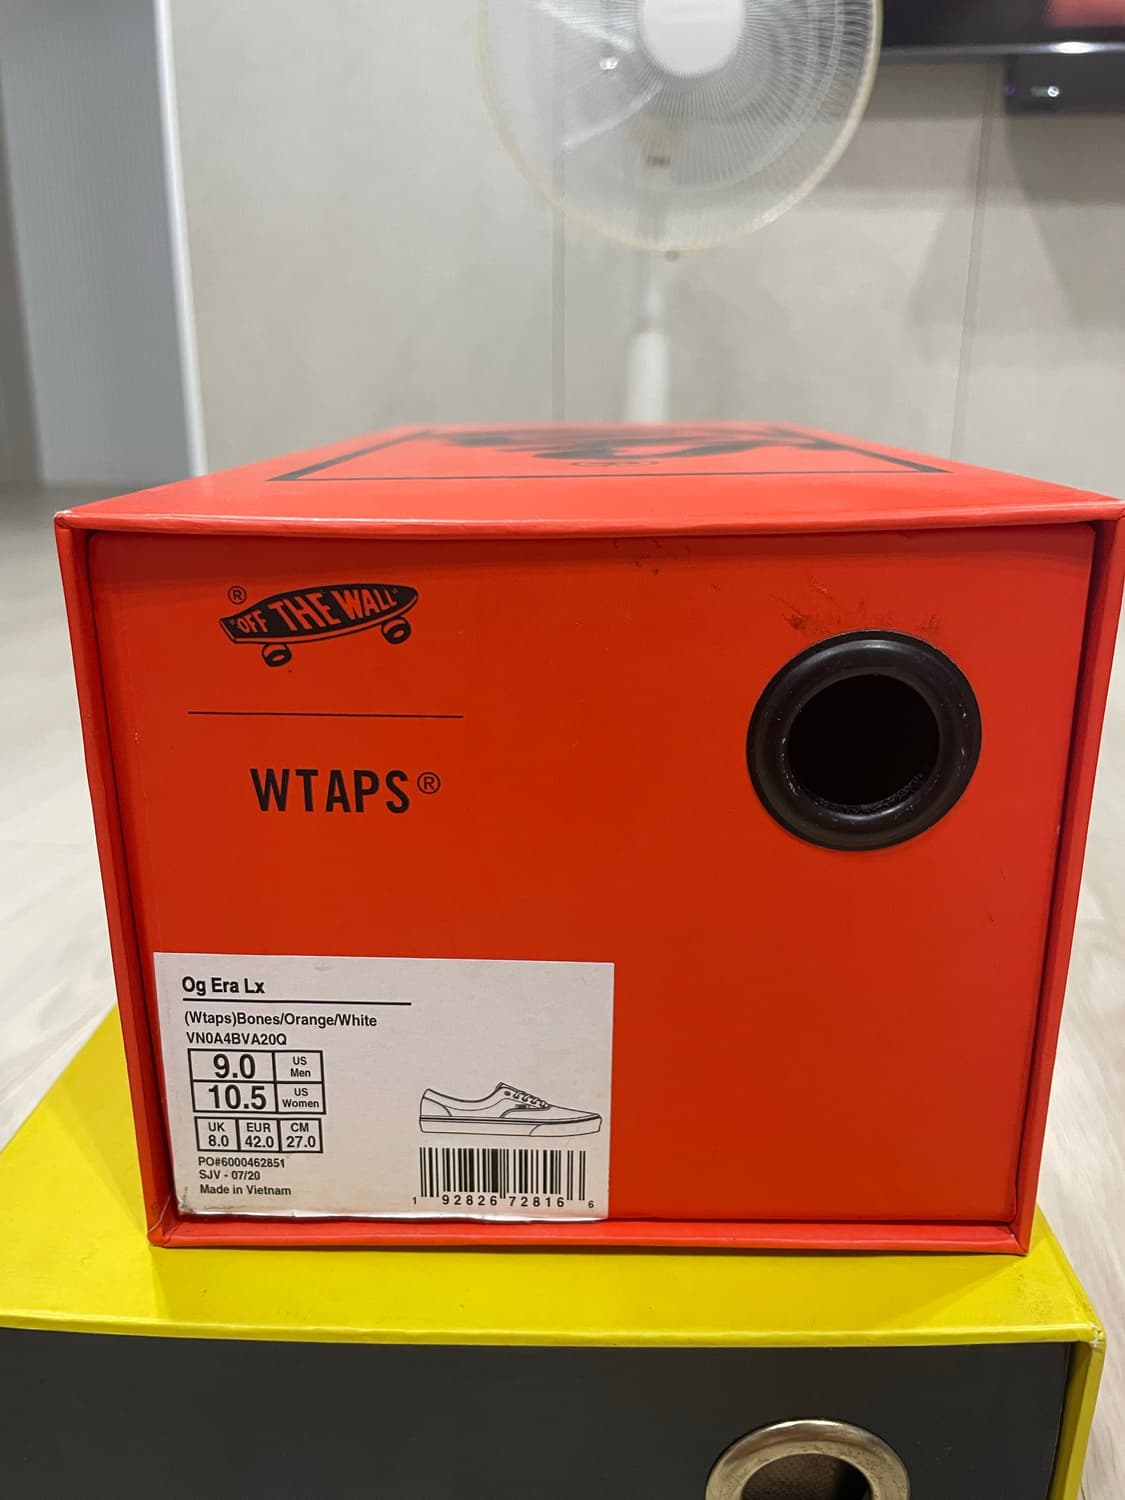 ®
"OFF THE WALL"
WTAPS®
Og Era Lx
(Wtaps)Bones/Orange/White
VN0A4BVA20Q
9.0 US Men
10.5 US Women
UK EUR CM
8.0 42.0 27.0
PO#6000462851
SJV - 07/20
Made in Vietnam
1 92826 72816 6